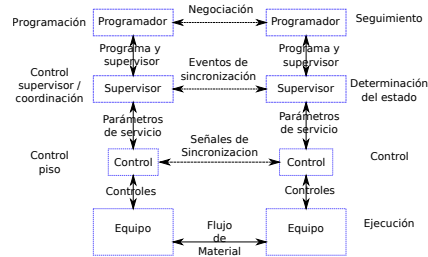 Negociación
Programación
Programador
Programador
Seguimiento
Programa y
supervisor
Programa y
supervisor
Control
supervisor /
coordinación
Supervisor
Eventos de
sincronización
Supervisor
Determinación
del estado
Parámetros
de servicio
Parámetros
de servicio
Control
piso
Control
Señales de
Sincronizacion
Control
Control
Controles
Controles
Equipo
Flujo
de
Material
Equipo
Ejecución